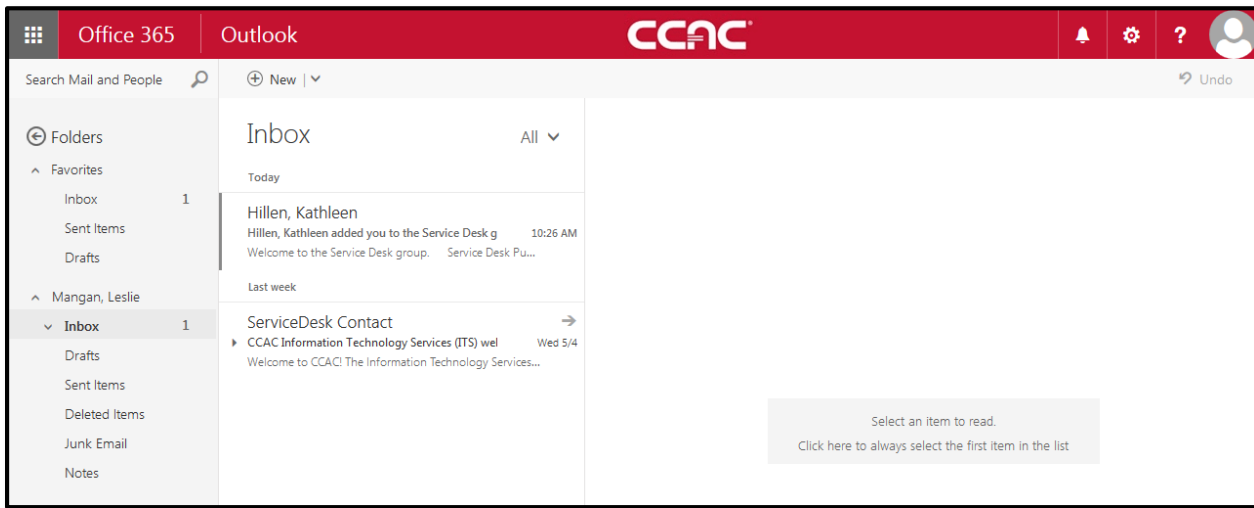 Office 365
Outlook
CCAC
?
Search Mail and People
New
Undo
Folders
Favorites
Inbox 1
Sent Items
Drafts
Mangan, Leslie
Inbox 1
Drafts
Sent Items
Deleted Items
Junk Email
Notes
Inbox
All
Today
Hillen, Kathleen
Hillen, Kathleen added you to the Service Desk g 10:26 AM
Welcome to the Service Desk group. Service Desk Pu...
Last week
ServiceDesk Contact
CCAC Information Technology Services (ITS) wel Wed 5/4
Welcome to CCAC! The Information Technology Services...
Select an item to read.
Click here to always select the first item in the list